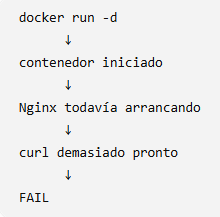 docker run -d
↓
contenedor iniciado
↓
Nginx todavía arrancando
↓
curl demasiado pronto
↓
FAIL